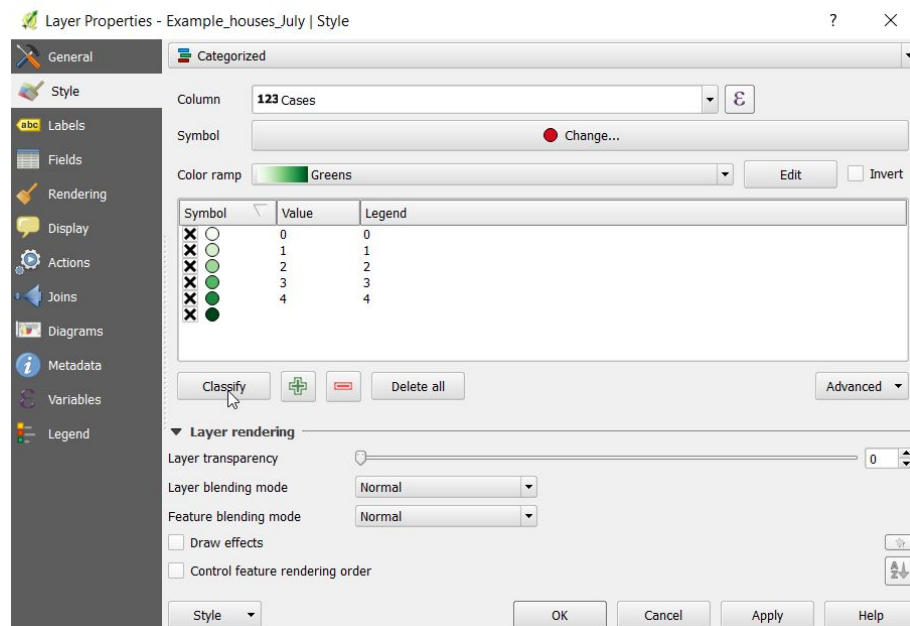 Layer Properties - Example_houses_July | Style
?
General
Style
abc Labels
Fields
Rendering
Display
Actions
Joins
Diagrams
Metadata
Variables
Legend
Categorized
Column 123 Cases ε
Symbol Change...
Color ramp Greens Edit Invert
Symbol Value Legend
0 0
1 1
2 2
3 3
4 4
Classify Delete all Advanced
Layer rendering
Layer transparency 0
Layer blending mode Normal
Feature blending mode Normal
Draw effects
Control feature rendering order
Style OK Cancel Apply Help